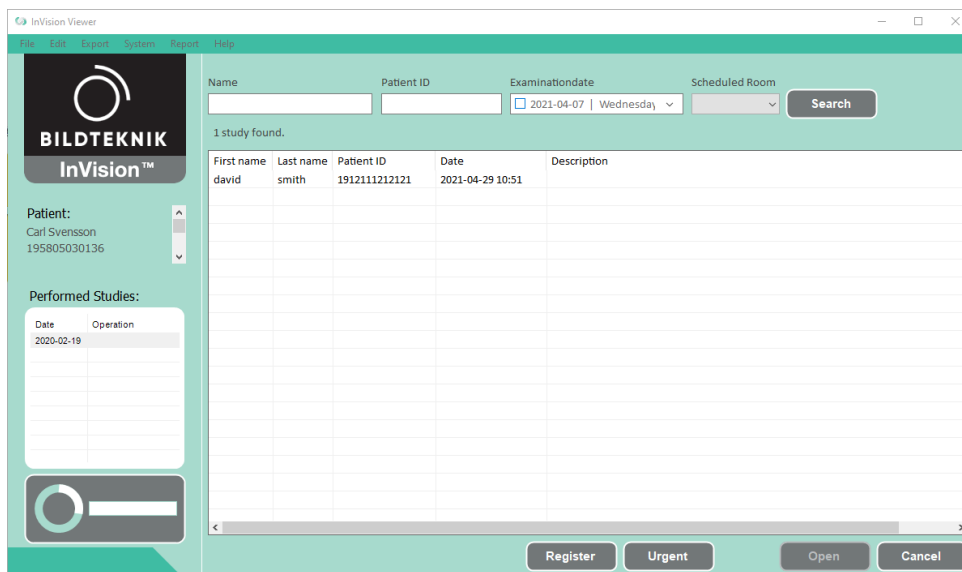 InVision Viewer
File Edit Export System Report Help
BILDTEKNIK
InVision™
Patient:
Carl Svensson
195805030136
Performed Studies:
Date Operation
2020-02-19
Name Patient ID Examinationdate Scheduled Room
2021-04-07 | Wednesday Search
1 study found.
First name Last name Patient ID Date Description
david smith 1912111212121 2021-04-29 10:51
Register Urgent Open Cancel